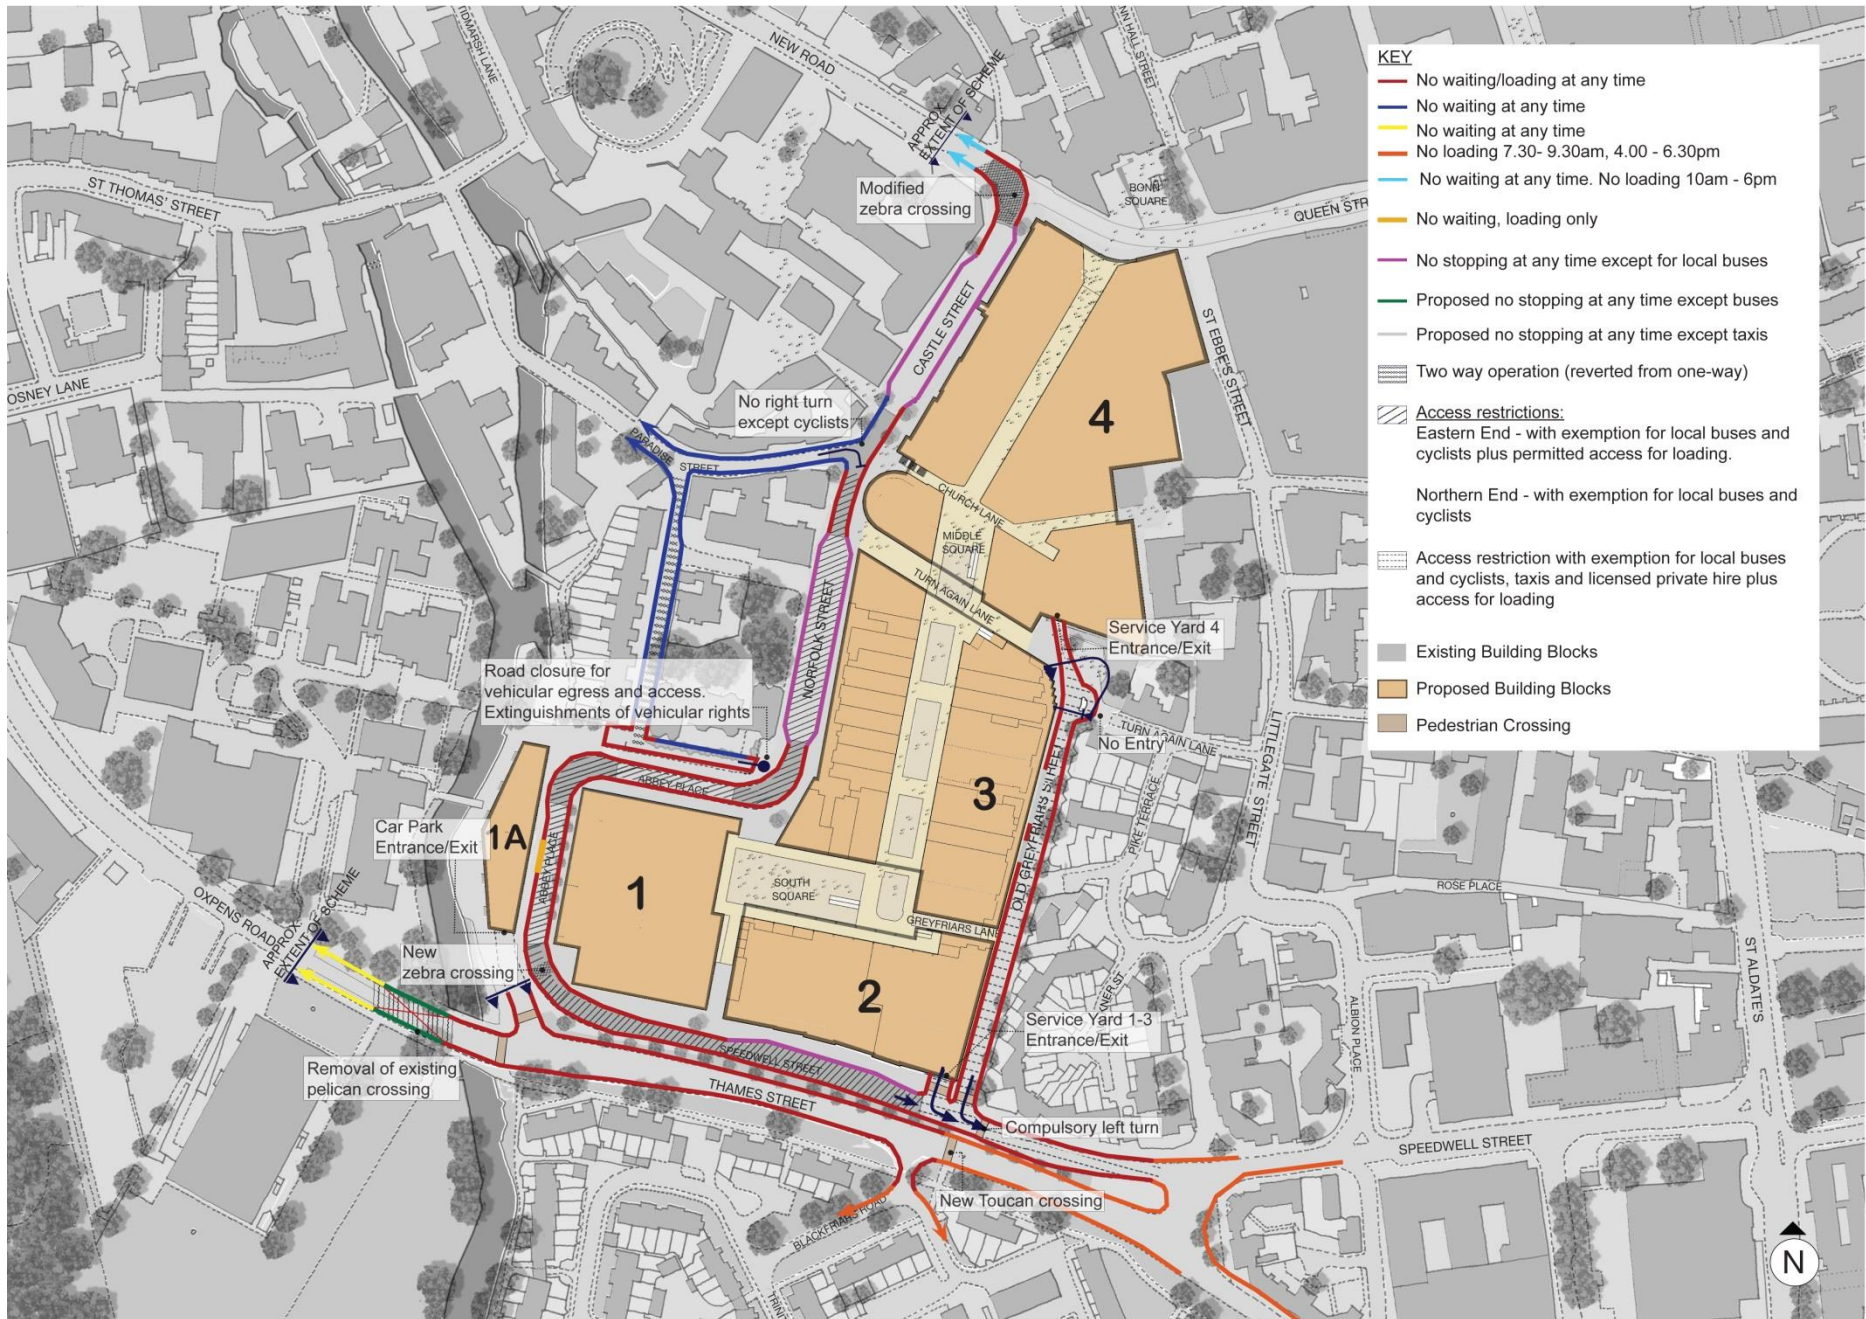 TIDMARSH LANE
NEW ROAD
APPROX.
EXTENT OF SCHEME
Modified
zebra crossing
BONN
SQUARE
ST THOMAS' STREET
CASTLE STREET
ST EBBE'S STREET
OSNEY LANE
No right turn
except cyclists
PARADISE
STREET
4
CHURCH LANE
MIDDLE
SQUARE
TURN AGAIN LANE
NORFOLK STREET
Service Yard 4
Entrance/Exit
Road closure for
vehicular egress and access.
Extinguishments of vehicular rights
No Entry
TURN AGAIN LANE
LITTLEGATE STREET
ABBEY PLACE
3
PIKE TERRACE
OLD GREYFRIARS STREET
Car Park
Entrance/Exit
1A
ABBEY PLACE
1
SOUTH
SQUARE
GREYFRIARS LANE
ROSE PLACE
OXPENS ROAD
APPROX.
EXTENT OF SCHEME
New
zebra crossing
2
ST ALDATE'S
ALBION PLACE
Service Yard 1-3
Entrance/Exit
Removal of existing
pelican crossing
SPEEDWELL STREET
THAMES STREET
Compulsory left turn
SPEEDWELL STREET
New Toucan crossing
BLACKFRIARS ROAD
N
KEY
No waiting/loading at any time
No waiting at any time
No waiting at any time
No loading 7.30- 9.30am, 4.00 - 6.30pm
No waiting at any time. No loading 10am - 6pm
No waiting, loading only
No stopping at any time except for local buses
Proposed no stopping at any time except buses
Proposed no stopping at any time except taxis
Two way operation (reverted from one-way)
Access restrictions:
Eastern End - with exemption for local buses and
cyclists plus permitted access for loading.
Northern End - with exemption for local buses and
cyclists
Access restriction with exemption for local buses
and cyclists, taxis and licensed private hire plus
access for loading
Existing Building Blocks
Proposed Building Blocks
Pedestrian Crossing